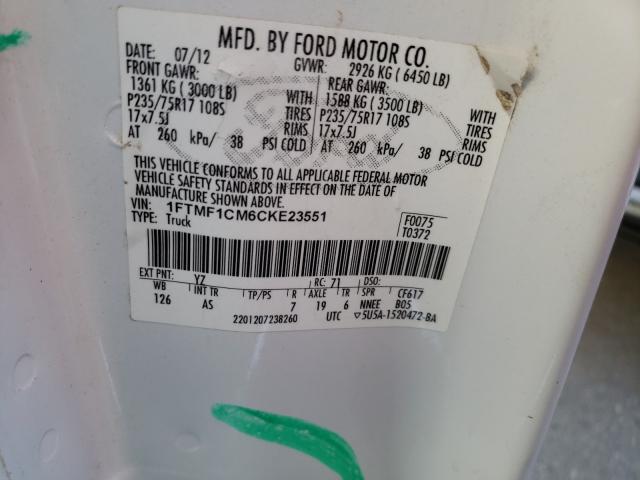 MFD. BY FORD MOTOR CO.
DATE: 07/12 GVWR: 2926 KG ( 6450 LB)
FRONT GAWR: REAR GAWR:
1361 KG ( 3000 LB) WITH 1588 KG ( 3500 LB) WITH
P235/75R17 108S TIRES P235/75R17 108S TIRES
17x7.5J RIMS 17x7.5J RIMS
AT 260 kPa/ 38 PSI COLD AT 260 kPa/ 38 PSI COLD
THIS VEHICLE CONFORMS TO ALL APPLICABLE FEDERAL MOTOR
VEHICLE SAFETY STANDARDS IN EFFECT ON THE DATE OF
MANUFACTURE SHOWN ABOVE.
VIN: 1FTMF1CM6CKE23551 F0075
TYPE: Truck T0372
EXT PNT: YZ RC: 71 DSO:
WB INT TR TP/PS R AXLE TR SPR CF617
126 AS 7 19 6 NNEE B05
2201207238260 UTC ▽5U5A-1520472-BA